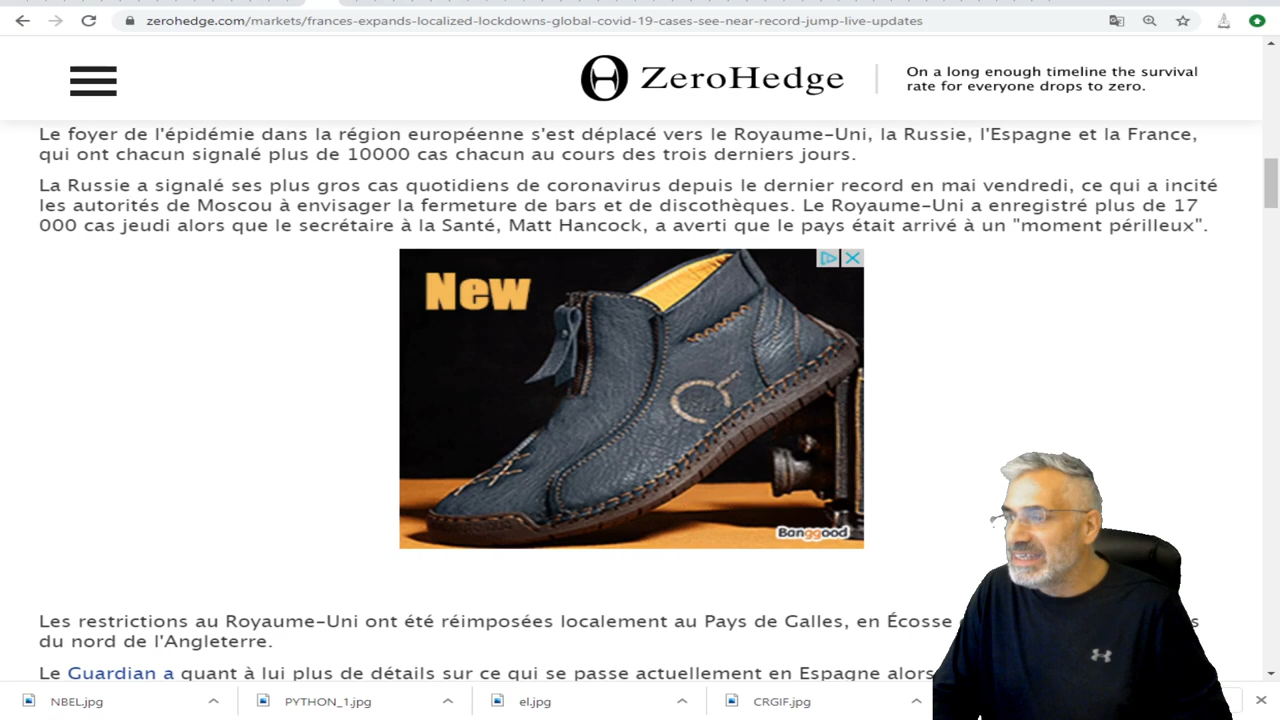 zerohedge.com/markets/frances-expands-localized-lockdowns-global-covid-19-cases-see-near-record-jump-live-updates
ZeroHedge
On a long enough timeline the survival
rate for everyone drops to zero.
Le foyer de l'épidémie dans la région européenne s'est déplacé vers le Royaume-Uni, la Russie, l'Espagne et la France,
qui ont chacun signalé plus de 10000 cas chacun au cours des trois derniers jours.
La Russie a signalé ses plus gros cas quotidiens de coronavirus depuis le dernier record en mai vendredi, ce qui a incité
les autorités de Moscou à envisager la fermeture de bars et de discothèques. Le Royaume-Uni a enregistré plus de 17
000 cas jeudi alors que le secrétaire à la Santé, Matt Hancock, a averti que le pays était arrivé à un "moment périlleux".
New
Banggood
Les restrictions au Royaume-Uni ont été réimposées localement au Pays de Galles, en Écosse
du nord de l'Angleterre.
Le Guardian a quant à lui plus de détails sur ce qui se passe actuellement en Espagne alors
NBEL.jpg
PYTHON_1.jpg
el.jpg
CRGIF.jpg